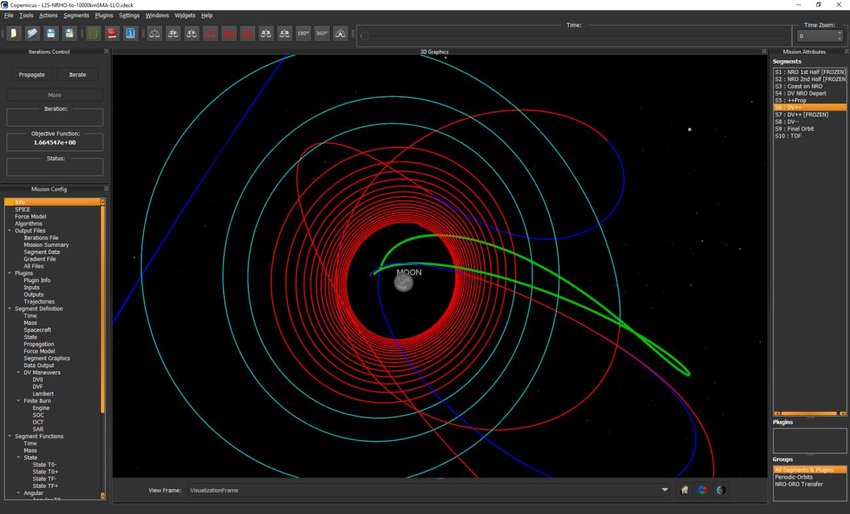 Copernicus - L2S-NRHO-to-10000kmSMA-LLO.ideck
File Tools Actions Segments Plugins Settings Windows Widgets Help
180° 360°
Time:
Time Zoom:
0
Iterations Control
Propagate Iterate
More
Iteration:
Objective Function:
1.664547e+00
Status:
Mission Config
Info
SPICE
Force Model
Algorithms
Output Files
Iterations File
Mission Summary
Segment Data
Gradient File
All Files
Plugins
Plugin Info
Inputs
Outputs
Trajectories
Segment Definition
Time
Mass
Spacecraft
State
Propagation
Force Model
Segment Graphics
Data Output
DV Maneuvers
DV0
DVF
Lambert
Finite Burn
Engine
SOC
OCT
SAR
Segment Functions
Time
Mass
State
State T0-
State T0+
State TF-
State TF+
Angular
3D Graphics
MOON
View Frame: VisualizationFrame
Mission Attributes
Segments
S1 : NRO 1st Half [FROZEN]
S2 : NRO 2nd Half [FROZEN]
S3 : Coast on NRO
S4 : DV NRO Depart
S5 : ++Prop
S6 : DV++
S7 : DV++ [FROZEN]
S8 : DV--
S9 : Final Orbit
S10 : TOF
Plugins
Groups
All Segments & Plugins
Periodic-Orbits
NRO-DRO Transfer